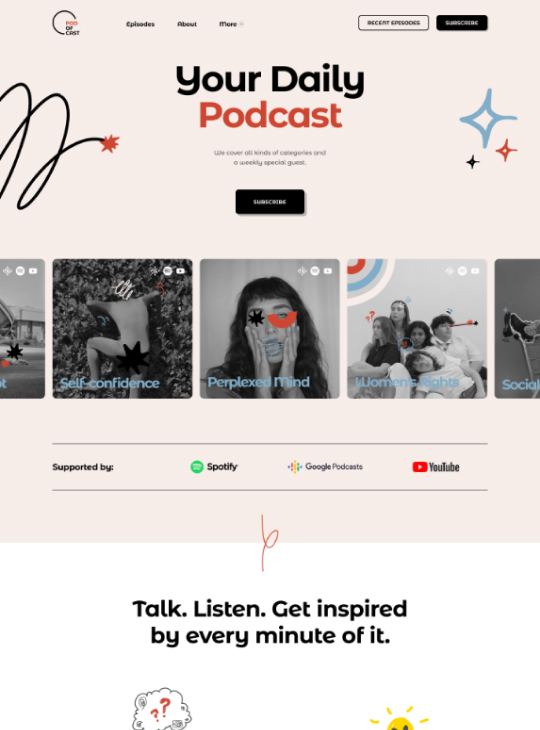 POD
OF
CAST
Episodes
About
More
RECENT EPISODES
SUBSCRIBE
Your Daily
Podcast
We cover all kinds of categories and
a weekly special guest.
SUBSCRIBE
Self-confidence
Perplexed Mind
Women's Rights
Social
Supported by:
Spotify
Google Podcasts
YouTube
Talk. Listen. Get inspired
by every minute of it.
??